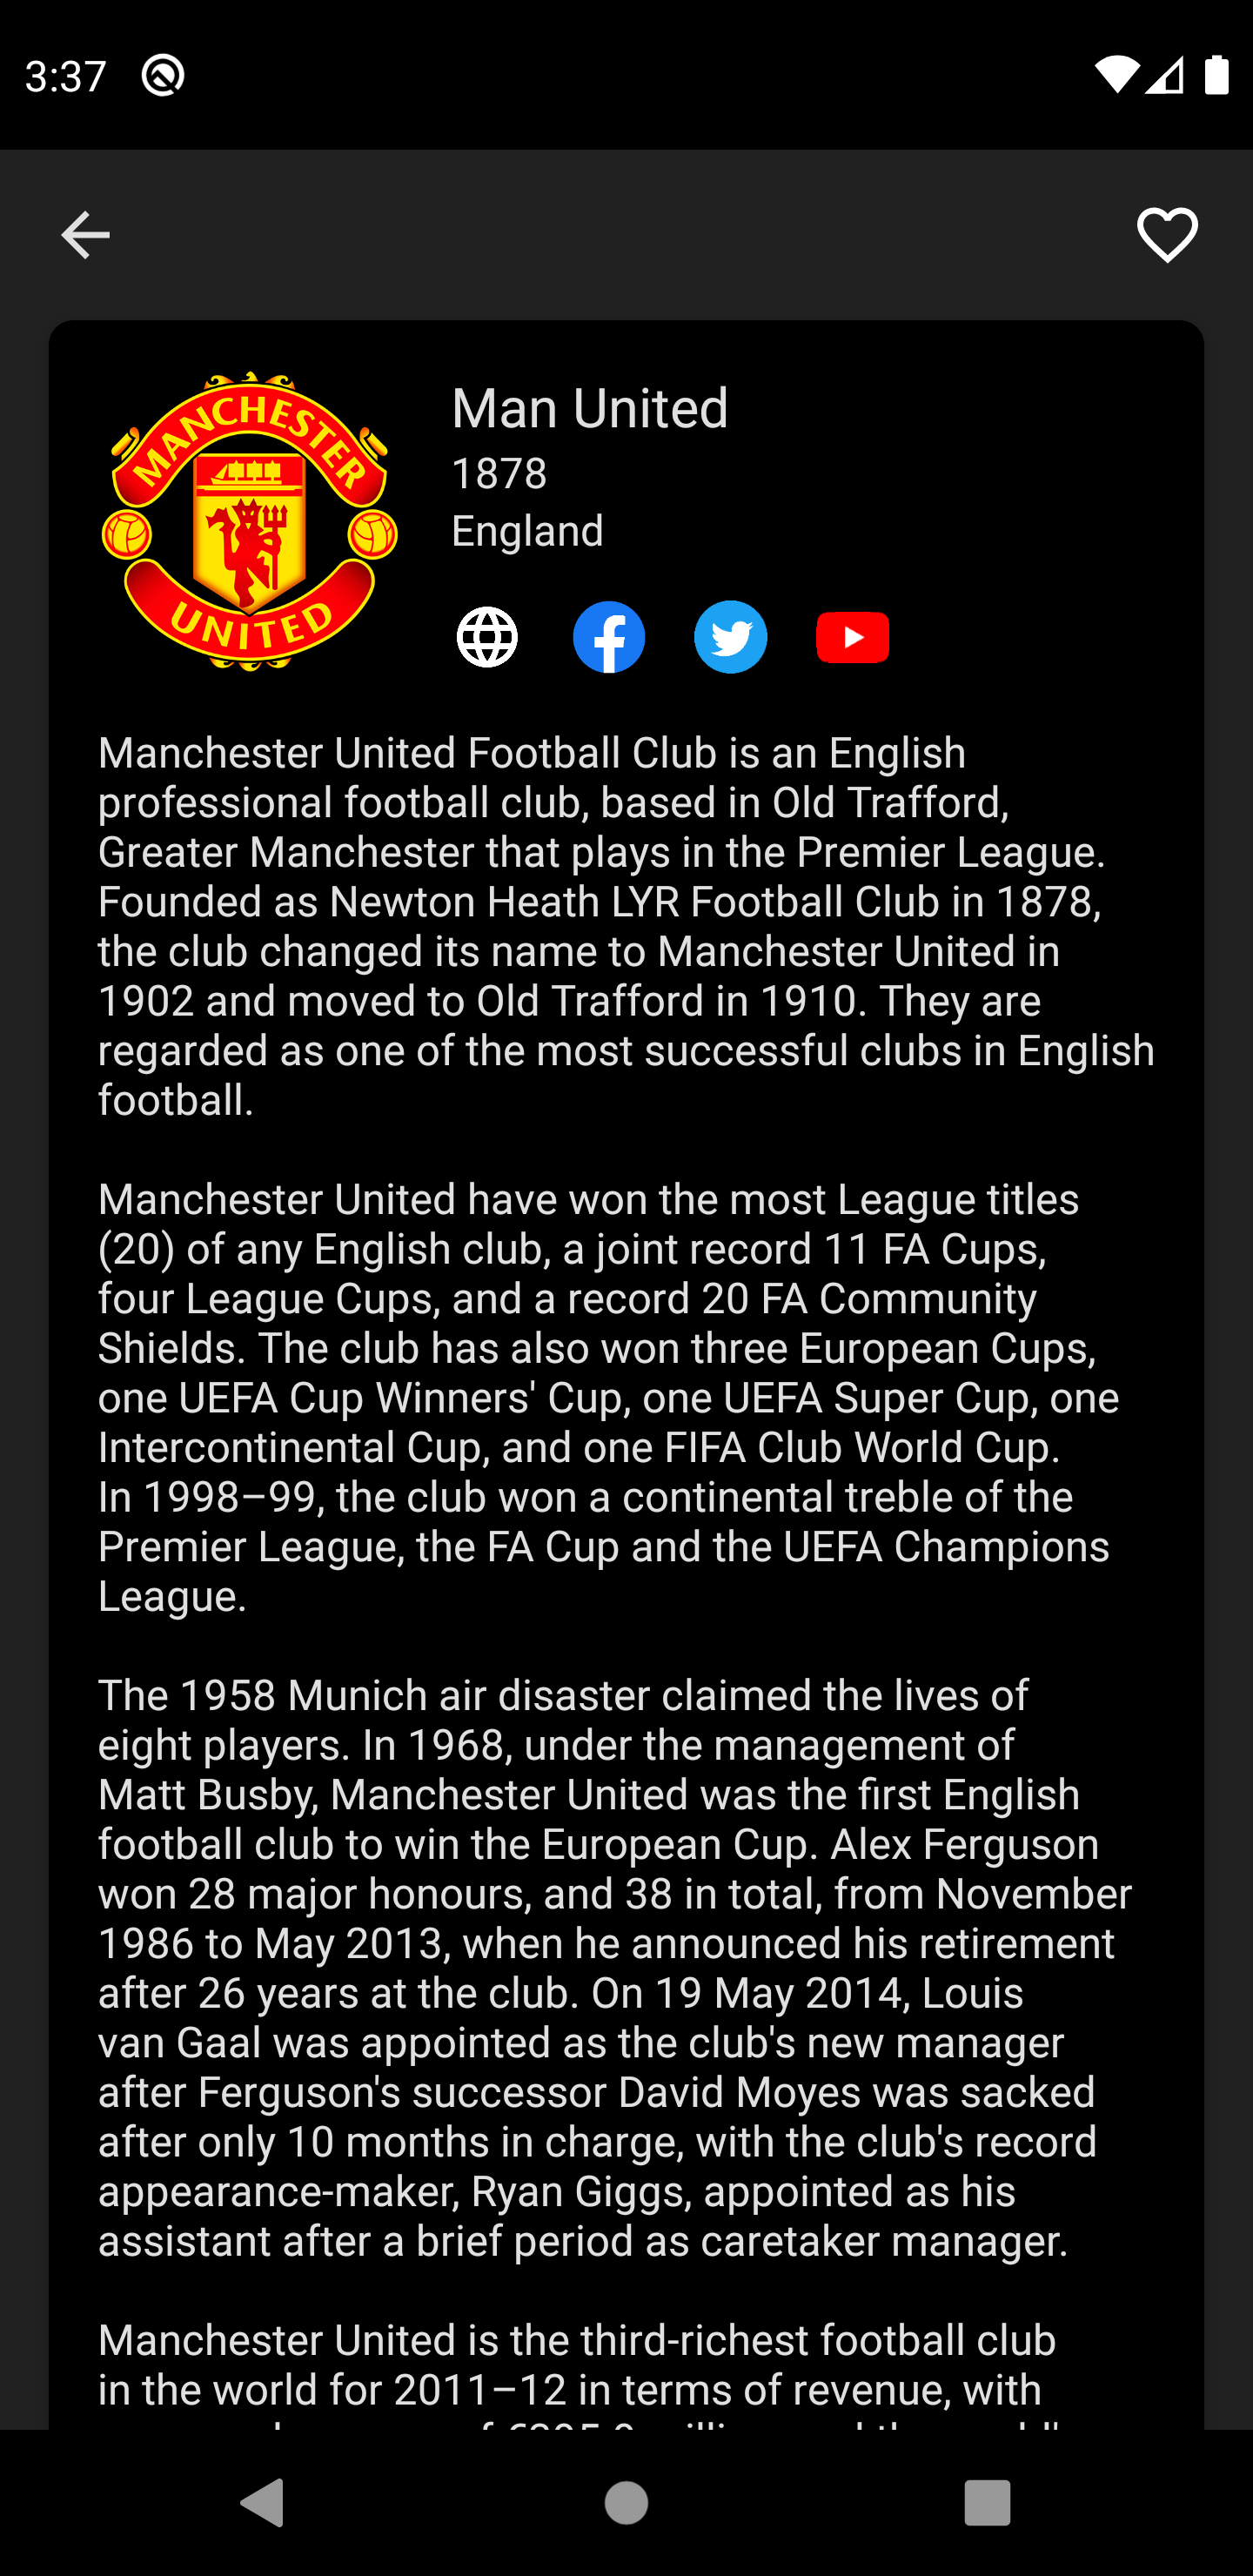 3:37
MANCHESTER
UNITED
Man United
1878
England
Manchester United Football Club is an English
professional football club, based in Old Trafford,
Greater Manchester that plays in the Premier League.
Founded as Newton Heath LYR Football Club in 1878,
the club changed its name to Manchester United in
1902 and moved to Old Trafford in 1910. They are
regarded as one of the most successful clubs in English
football.
Manchester United have won the most League titles
(20) of any English club, a joint record 11 FA Cups,
four League Cups, and a record 20 FA Community
Shields. The club has also won three European Cups,
one UEFA Cup Winners' Cup, one UEFA Super Cup, one
Intercontinental Cup, and one FIFA Club World Cup.
In 1998–99, the club won a continental treble of the
Premier League, the FA Cup and the UEFA Champions
League.
The 1958 Munich air disaster claimed the lives of
eight players. In 1968, under the management of
Matt Busby, Manchester United was the first English
football club to win the European Cup. Alex Ferguson
won 28 major honours, and 38 in total, from November
1986 to May 2013, when he announced his retirement
after 26 years at the club. On 19 May 2014, Louis
van Gaal was appointed as the club's new manager
after Ferguson's successor David Moyes was sacked
after only 10 months in charge, with the club's record
appearance-maker, Ryan Giggs, appointed as his
assistant after a brief period as caretaker manager.
Manchester United is the third-richest football club
in the world for 2011–12 in terms of revenue, with